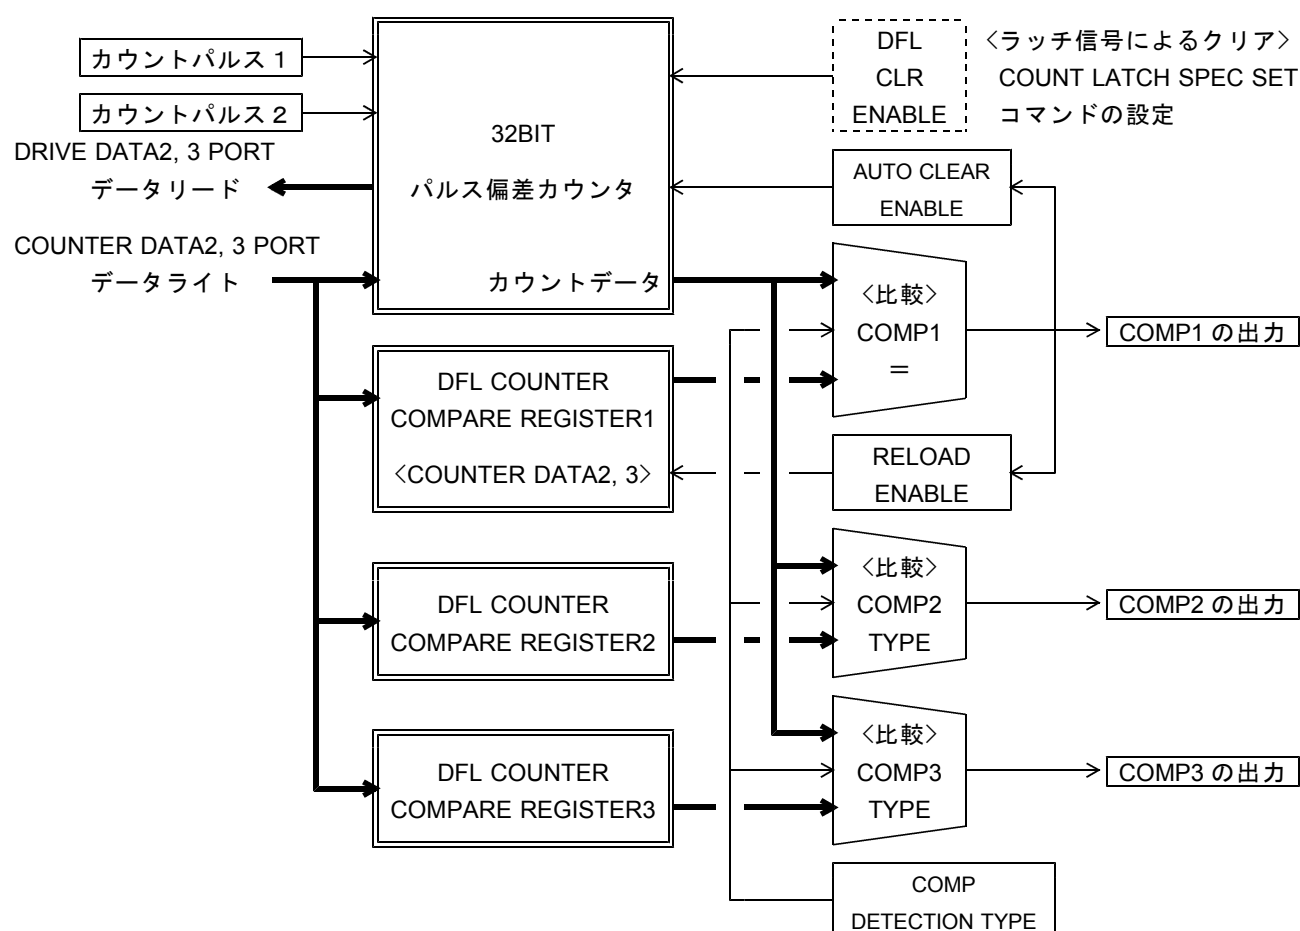 カウントパルス1
カウントパルス2
DRIVE DATA2, 3 PORT
データリード
COUNTER DATA2, 3 PORT
データライト
32BIT
パルス偏差カウンタ
カウントデータ
DFL
CLR
ENABLE
〈ラッチ信号によるクリア〉
COUNT LATCH SPEC SET
コマンドの設定
AUTO CLEAR
ENABLE
〈比較〉
COMP1
＝
COMP1 の出力
DFL COUNTER
COMPARE REGISTER1
〈COUNTER DATA2, 3〉
RELOAD
ENABLE
DFL COUNTER
COMPARE REGISTER2
〈比較〉
COMP2
TYPE
COMP2 の出力
DFL COUNTER
COMPARE REGISTER3
〈比較〉
COMP3
TYPE
COMP3 の出力
COMP
DETECTION TYPE